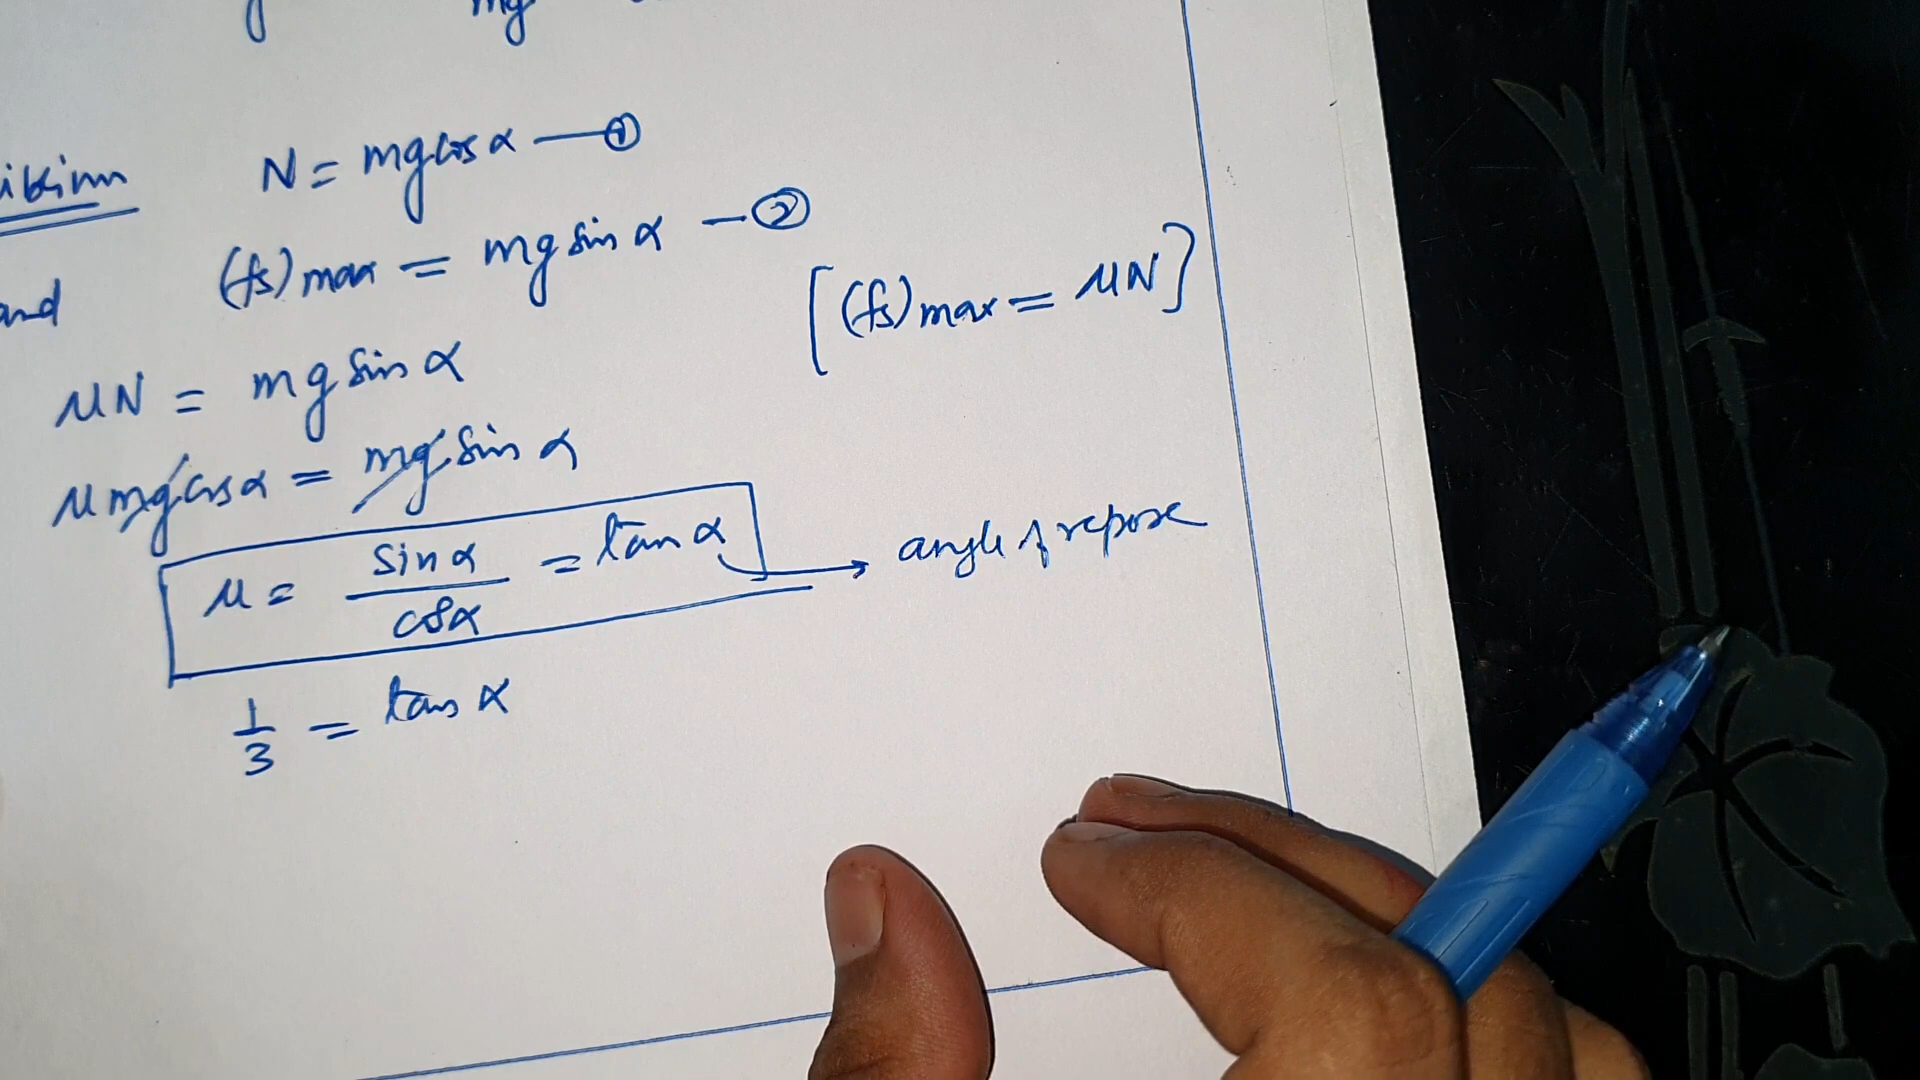 mg
N = mg cos α — ①
and (fs)max = mg sin α — ②
[(fs)max = μN]
μN = mg sin α
μ mg cos α = mg sin α
μ = sin α / cos α = tan α → angle of repose
1/3 = tan α